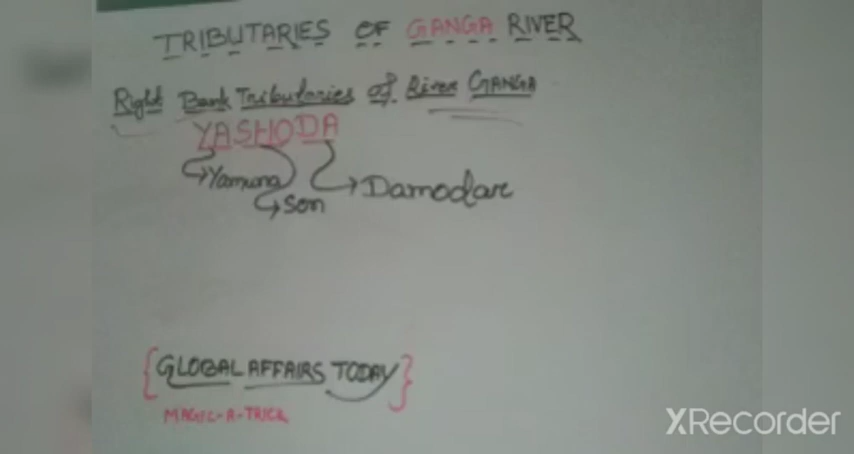 TRIBUTARIES OF GANGA RIVER
Right Bank Tributaries of River GANGA
YASHODA
Yamuna
Son
Damodar
{GLOBAL AFFAIRS TODAY}
MAGIC-A-TRICK
XRecorder